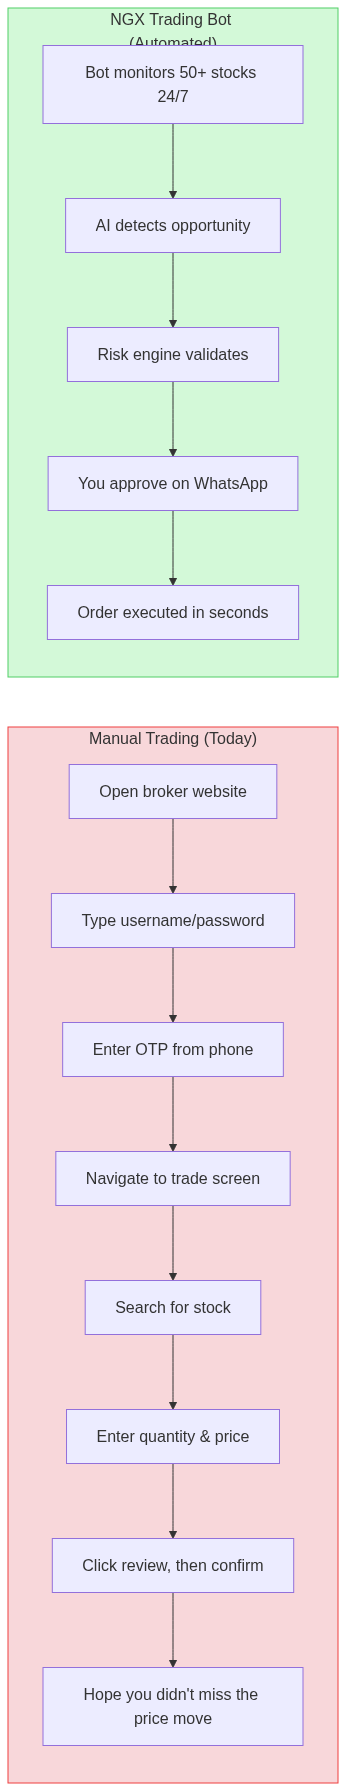 NGX Trading Bot
(Automated)
Bot monitors 50+ stocks
24/7
AI detects opportunity
Risk engine validates
You approve on WhatsApp
Order executed in seconds
Manual Trading (Today)
Open broker website
Type username/password
Enter OTP from phone
Navigate to trade screen
Search for stock
Enter quantity & price
Click review, then confirm
Hope you didn't miss the
price move